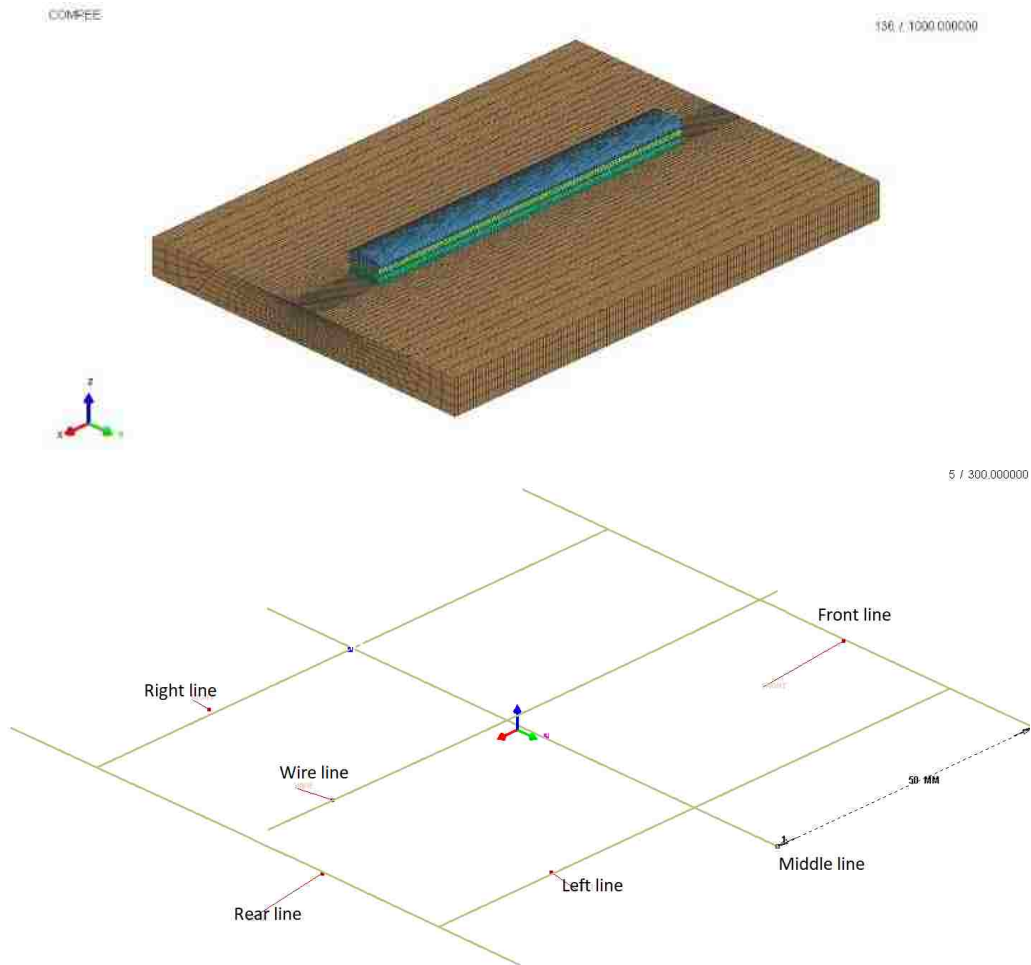 COMPEE
136 / 1000.000000
Z
X
Y
5 / 300.000000
Front line
Right line
Wire line
50 MM
Middle line
Left line
Rear line